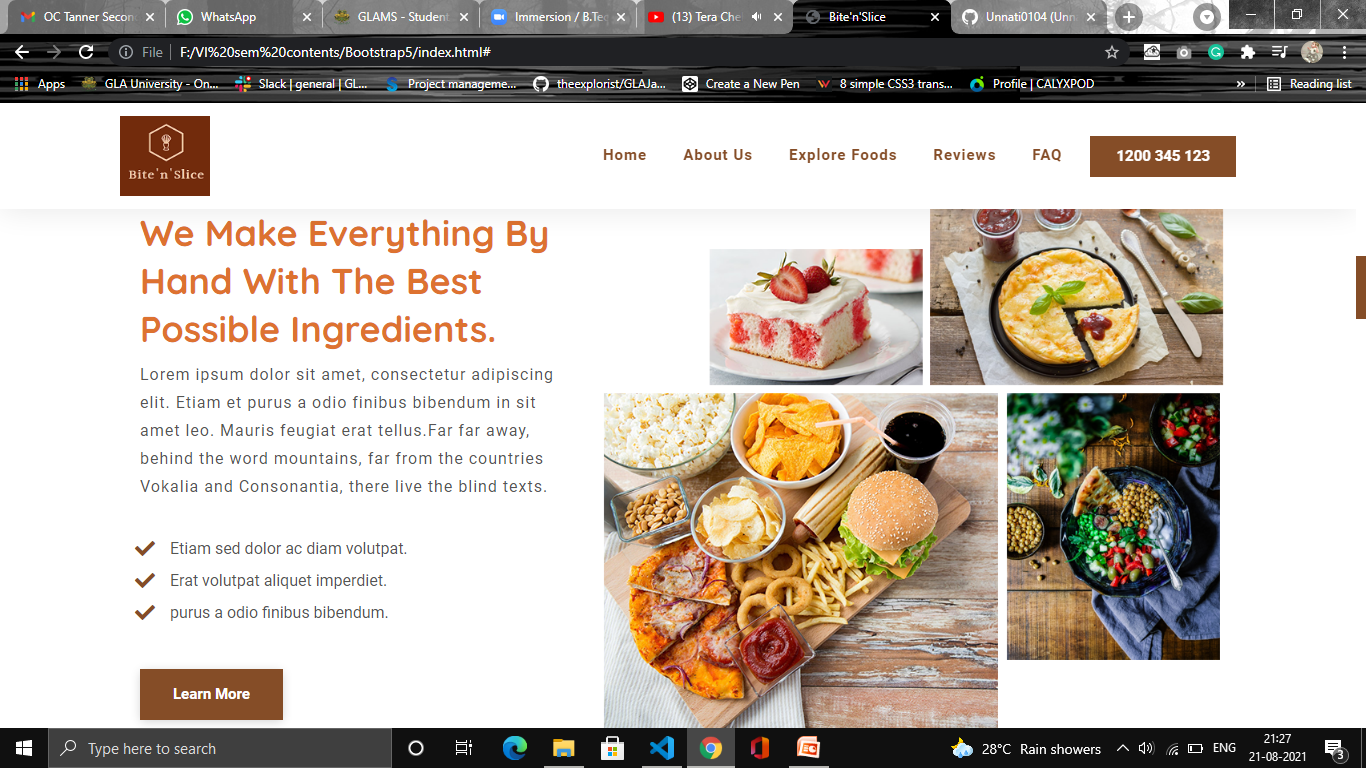 OC Tanner Secon
WhatsApp
GLAMS - Student
Immersion / B.Tec
(13) Tera Che
Bite'n'Slice
Unnati0104 (Unn
File
F:/VI%20sem%20contents/Bootstrap5/index.html#
Apps
GLA University - On...
Slack | general | GL...
Project manageme...
theexplorist/GLAJa...
Create a New Pen
8 simple CSS3 trans...
Profile | CALYXPOD
»
Reading list
Bite'n'Slice
Home
About Us
Explore Foods
Reviews
FAQ
1200 345 123
We Make Everything By
Hand With The Best
Possible Ingredients.
Lorem ipsum dolor sit amet, consectetur adipiscing
elit. Etiam et purus a odio finibus bibendum in sit
amet leo. Mauris feugiat erat tellus.Far far away,
behind the word mountains, far from the countries
Vokalia and Consonantia, there live the blind texts.
Etiam sed dolor ac diam volutpat.
Erat volutpat aliquet imperdiet.
purus a odio finibus bibendum.
Learn More
Type here to search
28°C Rain showers
ENG
21:27
21-08-2021
3